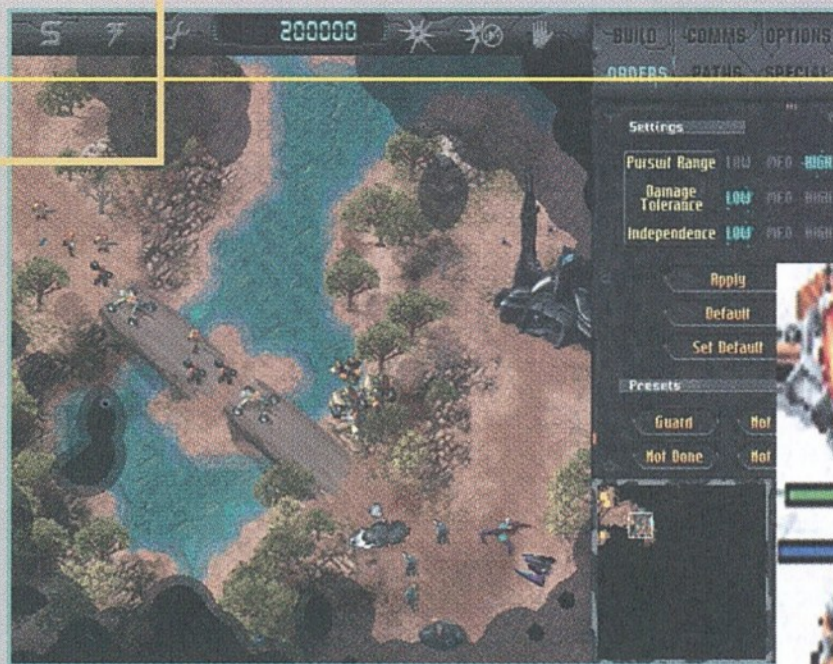 200000
BUILD COMMS OPTIONS
ORDERS PATHS SPECIAL
Settings
Pursuit Range LOW MED HIGH
Damage
Tolerance LOW MED HIGH
Independence LOW MED HIGH
Apply
Default
Set Default
Presets
Guard Not
Not Done Not